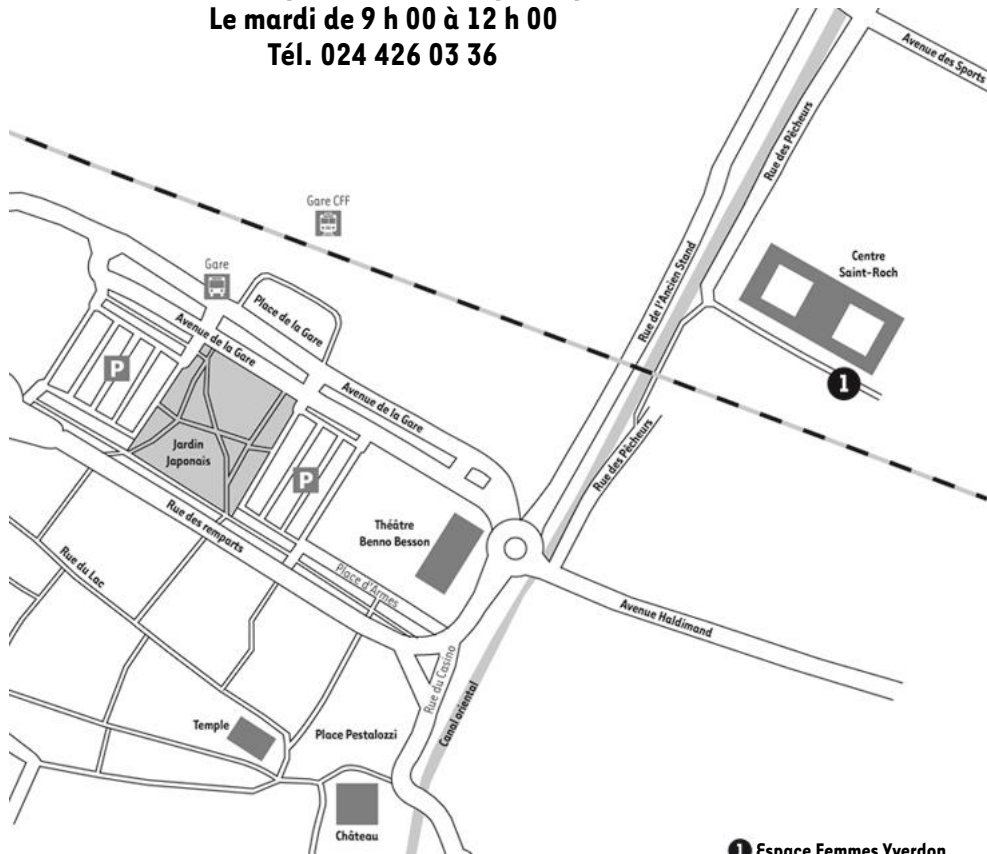 Le mardi de 9 h 00 à 12 h 00
Tél. 024 426 03 36
Avenue des Sports
Rue des Pêcheurs
Gare CFF
Centre
Saint-Roch
Gare
Place de la Gare
Rue de l'Ancien Stand
Avenue de la Gare
P
1
Avenue de la Gare
Jardin
Japonais
P
Rue des Pêcheurs
Rue des remparts
Théâtre
Benno Besson
Rue du Lac
Place d'Armes
Avenue Haldimand
Rue du Casino
Canal oriental
Temple
Place Pestalozzi
Château
1 Espace Femmes Yverdon